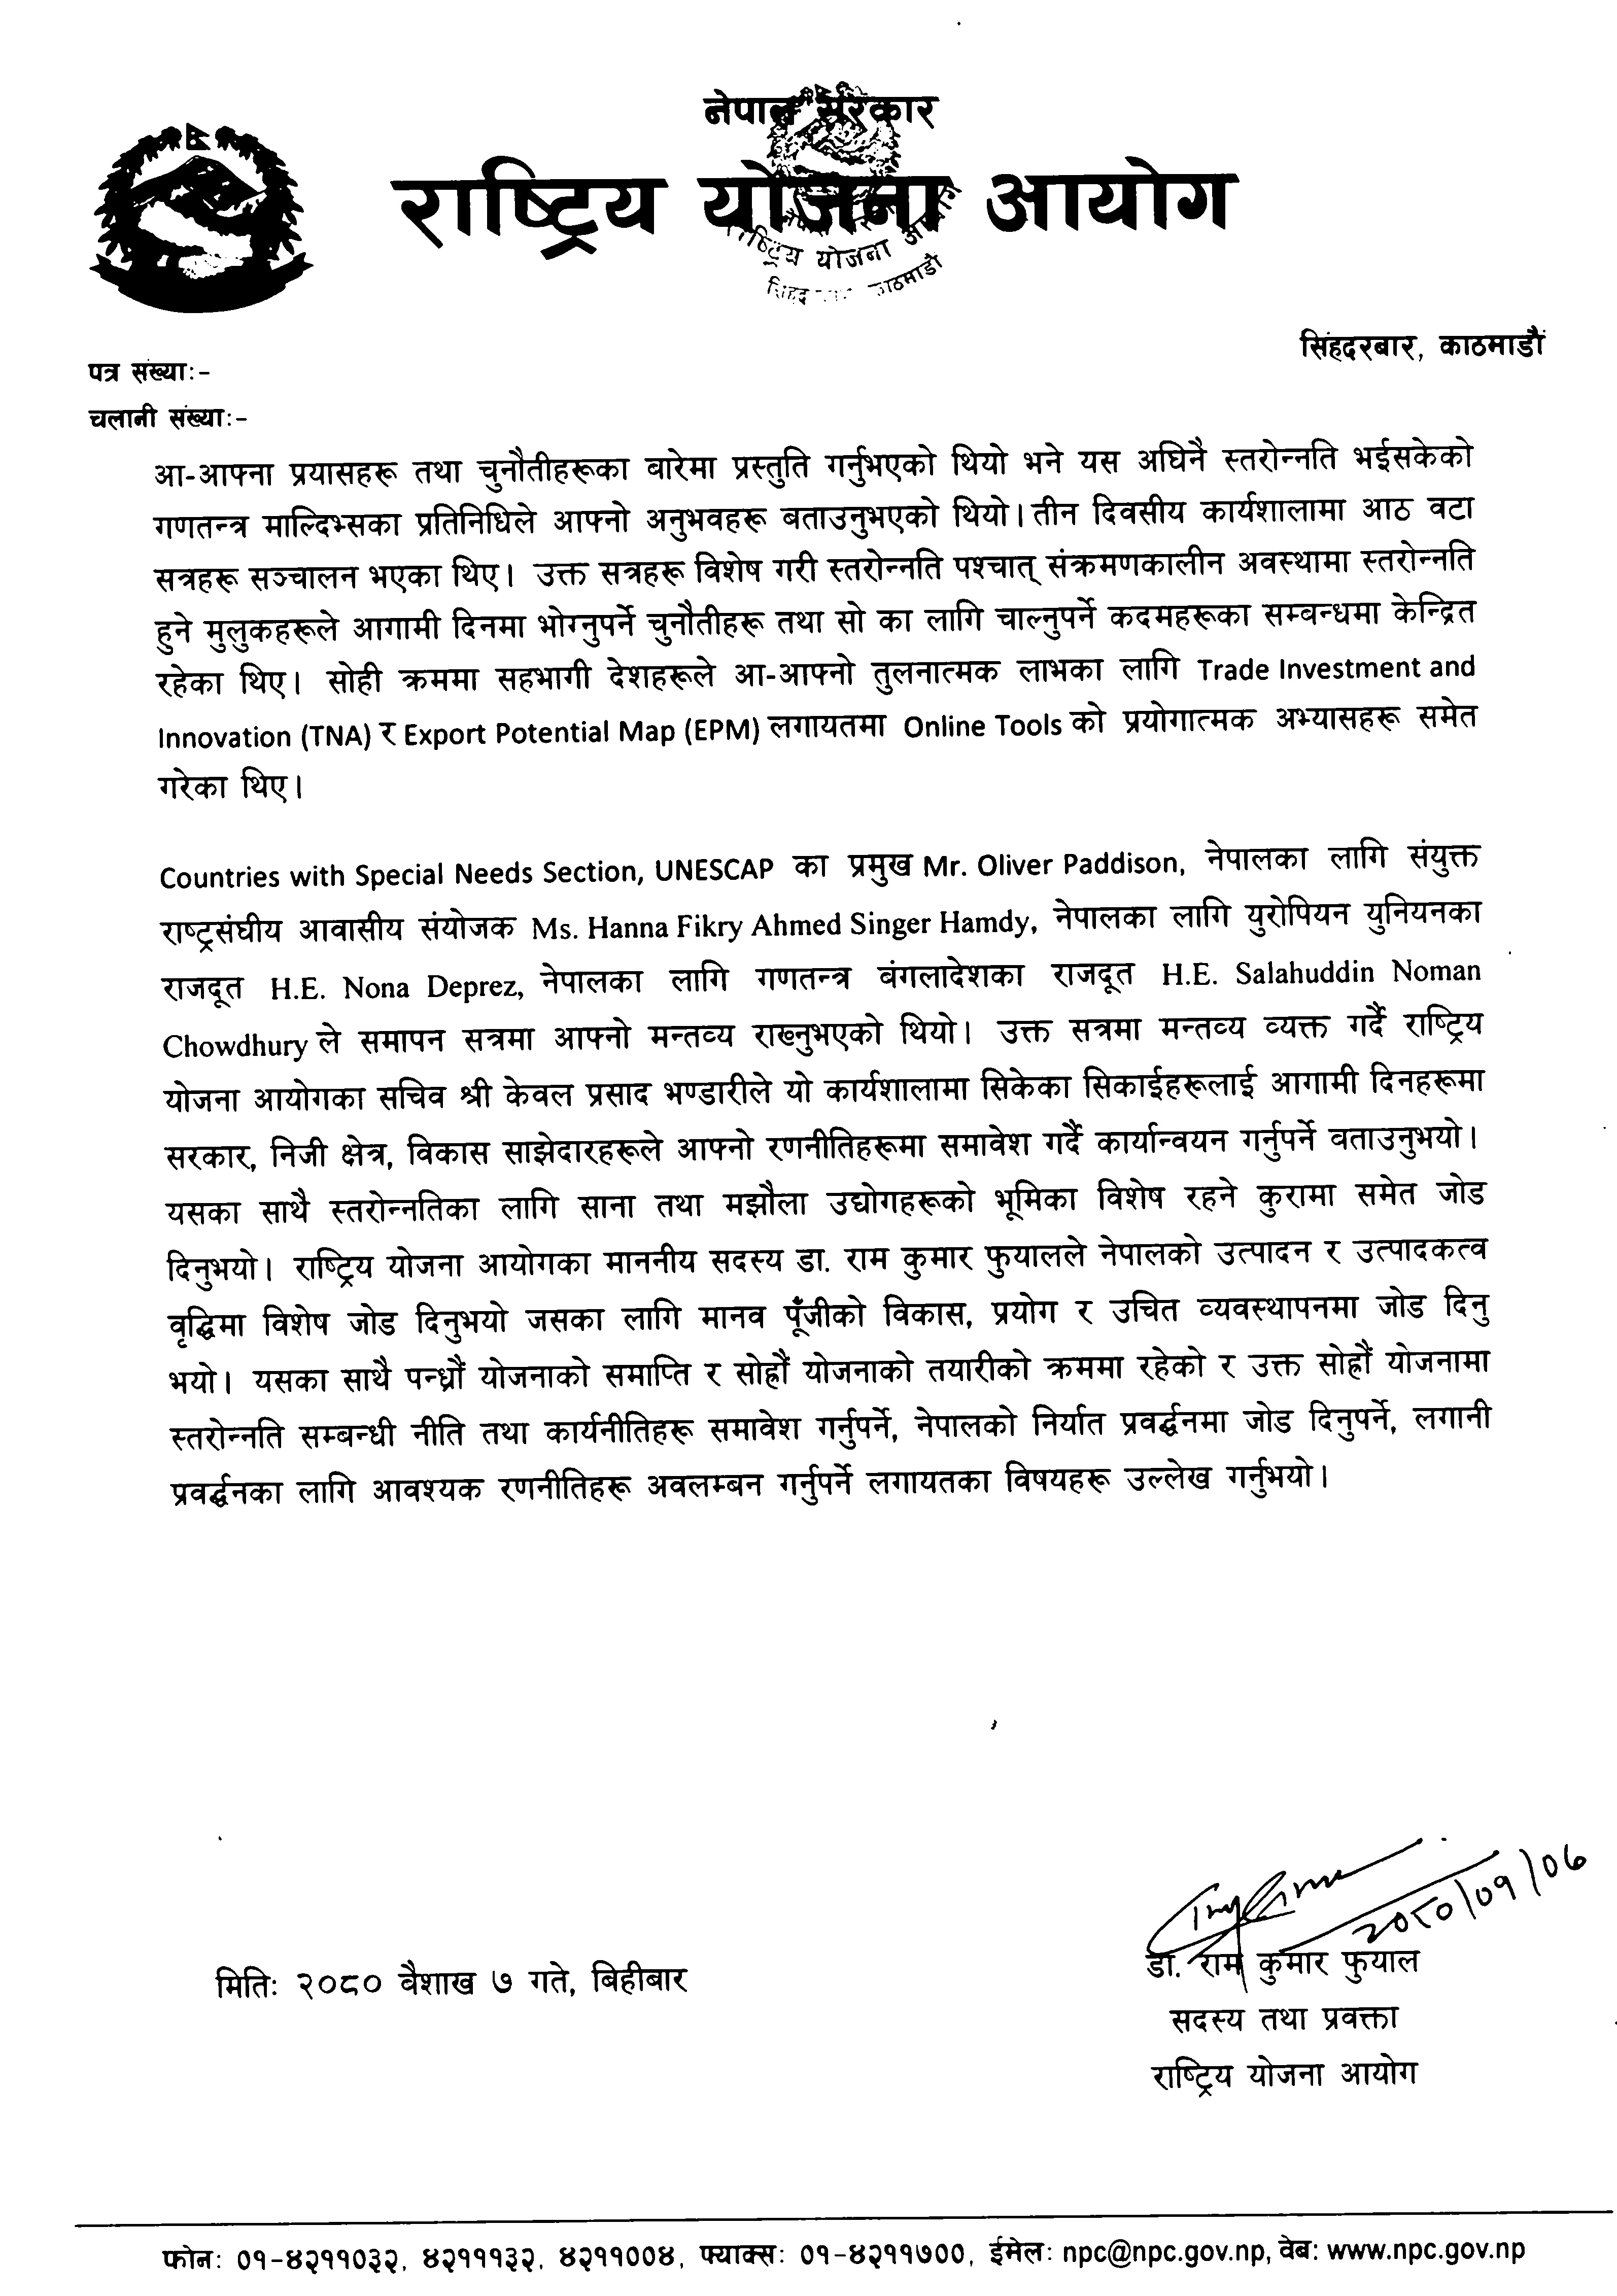 नेपाल सरकार
राष्ट्रिय योजना आयोग
राष्ट्रिय योजना आयोग
काठमाडौं
सिंहदरबार, काठमाडौं
पत्र संख्याः-
चलानी संख्याः-
आ-आफ्ना प्रयासहरू तथा चुनौतीहरूका बारेमा प्रस्तुति गर्नुभएको थियो भने यस अघिनै स्तरोन्नति भईसकेको
गणतन्त्र माल्दिभ्सका प्रतिनिधिले आफ्नो अनुभवहरू बताउनुभएको थियो। तीन दिवसीय कार्यशालामा आठ वटा
सत्रहरू सञ्चालन भएका थिए। उक्त सत्रहरू विशेष गरी स्तरोन्नति पश्चात् संक्रमणकालीन अवस्थामा स्तरोन्नति
हुने मुलुकहरूले आगामी दिनमा भोग्नुपर्ने चुनौतीहरू तथा सो का लागि चाल्नुपर्ने कदमहरूका सम्बन्धमा केन्द्रित
रहेका थिए। सोही क्रममा सहभागी देशहरूले आ-आफ्नो तुलनात्मक लाभका लागि Trade Investment and
Innovation (TNA) र Export Potential Map (EPM) लगायतमा Online Tools को प्रयोगात्मक अभ्यासहरू समेत
गरेका थिए।
Countries with Special Needs Section, UNESCAP का प्रमुख Mr. Oliver Paddison, नेपालका लागि संयुक्त
राष्ट्रसंघीय आवासीय संयोजक Ms. Hanna Fikry Ahmed Singer Hamdy, नेपालका लागि युरोपियन युनियनका
राजदूत H.E. Nona Deprez, नेपालका लागि गणतन्त्र बंगलादेशका राजदूत H.E. Salahuddin Noman
Chowdhury ले समापन सत्रमा आफ्नो मन्तव्य राख्नुभएको थियो। उक्त सत्रमा मन्तव्य व्यक्त गर्दै राष्ट्रिय
योजना आयोगका सचिव श्री केवल प्रसाद भण्डारीले यो कार्यशालामा सिकेका सिकाईहरूलाई आगामी दिनहरूमा
सरकार, निजी क्षेत्र, विकास साझेदारहरूले आफ्नो रणनीतिहरूमा समावेश गर्दै कार्यान्वयन गर्नुपर्ने बताउनुभयो।
यसका साथै स्तरोन्नतिका लागि साना तथा मझौला उद्योगहरूको भूमिका विशेष रहने कुरामा समेत जोड
दिनुभयो। राष्ट्रिय योजना आयोगका माननीय सदस्य डा. राम कुमार फुयालले नेपालको उत्पादन र उत्पादकत्व
वृद्धिमा विशेष जोड दिनुभयो जसका लागि मानव पूँजीको विकास, प्रयोग र उचित व्यवस्थापनमा जोड दिनु
भयो। यसका साथै पन्ध्रौं योजनाको समाप्ति र सोह्रौं योजनाको तयारीको क्रममा रहेको र उक्त सोह्रौं योजनामा
स्तरोन्नति सम्बन्धी नीति तथा कार्यनीतिहरू समावेश गर्नुपर्ने, नेपालको निर्यात प्रवर्द्धनमा जोड दिनुपर्ने, लगानी
प्रवर्द्धनका लागि आवश्यक रणनीतिहरू अवलम्बन गर्नुपर्ने लगायतका विषयहरू उल्लेख गर्नुभयो।
२०८०/०१/०७
मितिः २०८० वैशाख ७ गते, बिहीबार
डा. राम कुमार फुयाल
सदस्य तथा प्रवक्ता
राष्ट्रिय योजना आयोग
फोनः ०१-४२११०३२, ४२१११३२, ४२११००४, फ्याक्सः ०१-४२११७००, ईमेलः npc@npc.gov.np, वेबः www.npc.gov.np